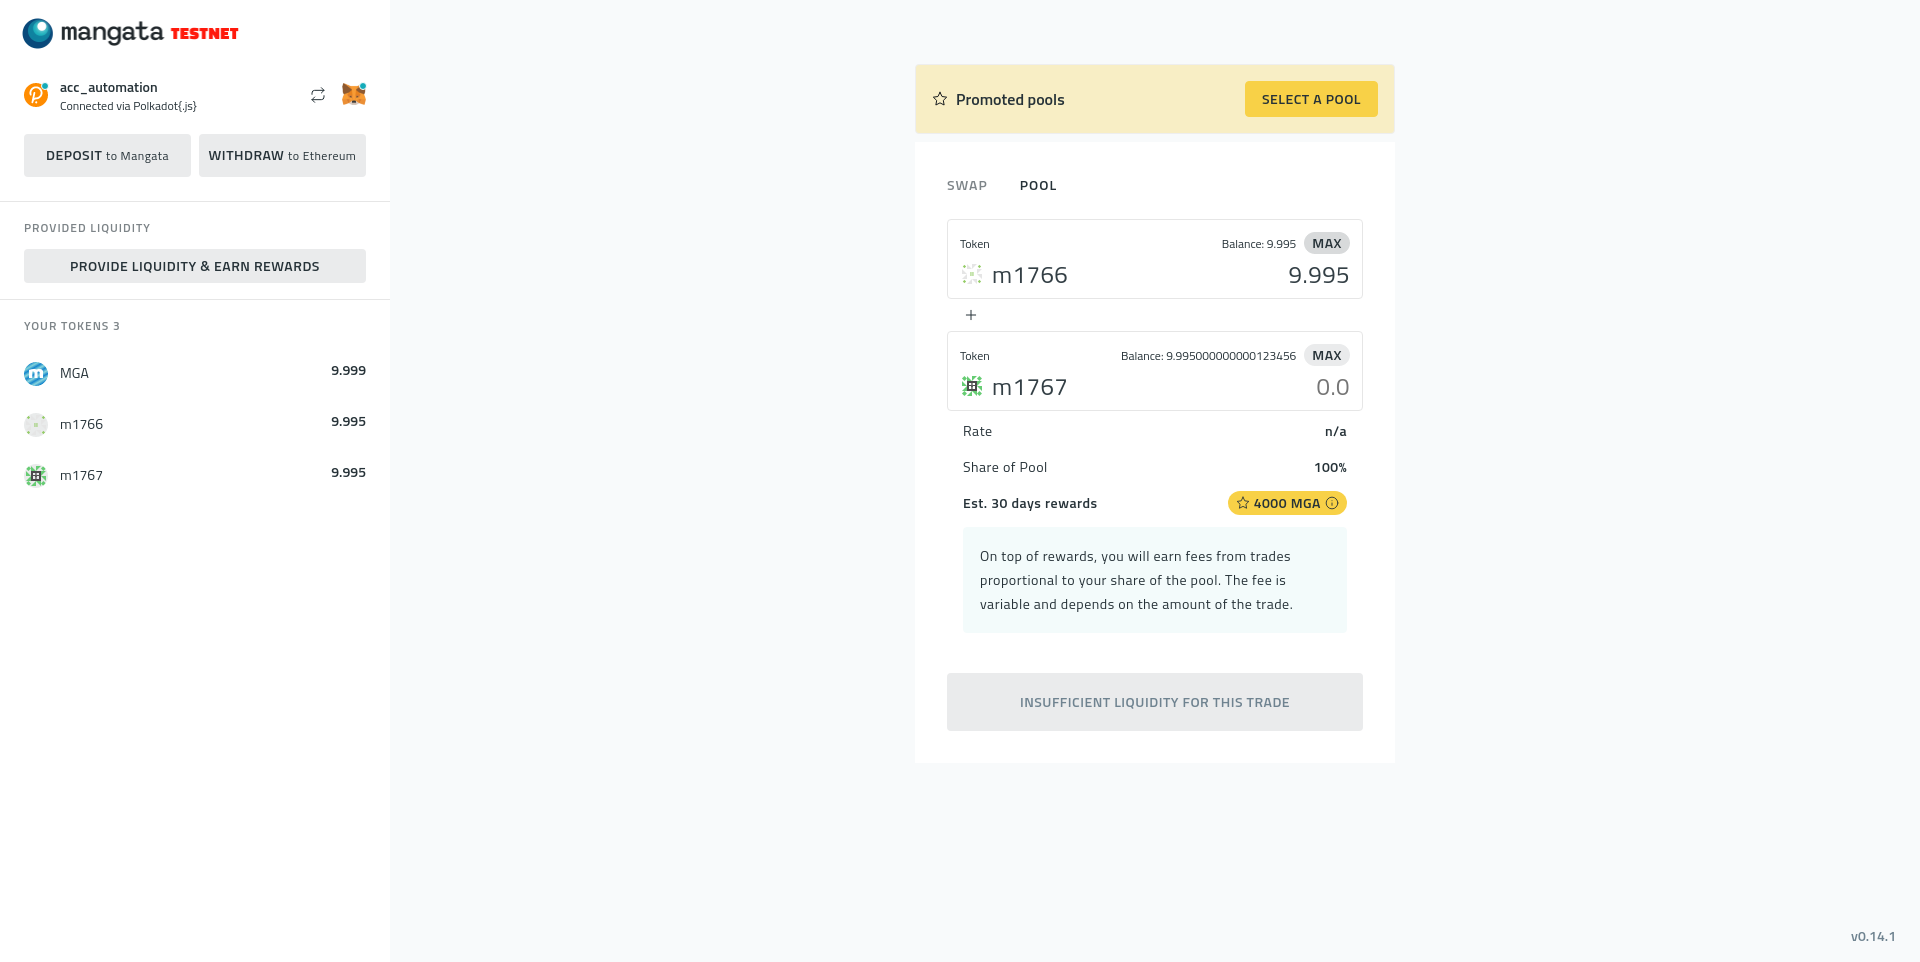 mangata TESTNET
acc_automation
Connected via Polkadot{.js}
DEPOSIT to Mangata
WITHDRAW to Ethereum
PROVIDED LIQUIDITY
PROVIDE LIQUIDITY & EARN REWARDS
YOUR TOKENS 3
MGA 9.999
m1766 9.995
m1767 9.995
Promoted pools
SELECT A POOL
SWAP POOL
Token Balance: 9.995 MAX
m1766 9.995
+
Token Balance: 9.995000000000123456 MAX
m1767 0.0
Rate n/a
Share of Pool 100%
Est. 30 days rewards 4000 MGA
On top of rewards, you will earn fees from trades
proportional to your share of the pool. The fee is
variable and depends on the amount of the trade.
INSUFFICIENT LIQUIDITY FOR THIS TRADE
v0.14.1